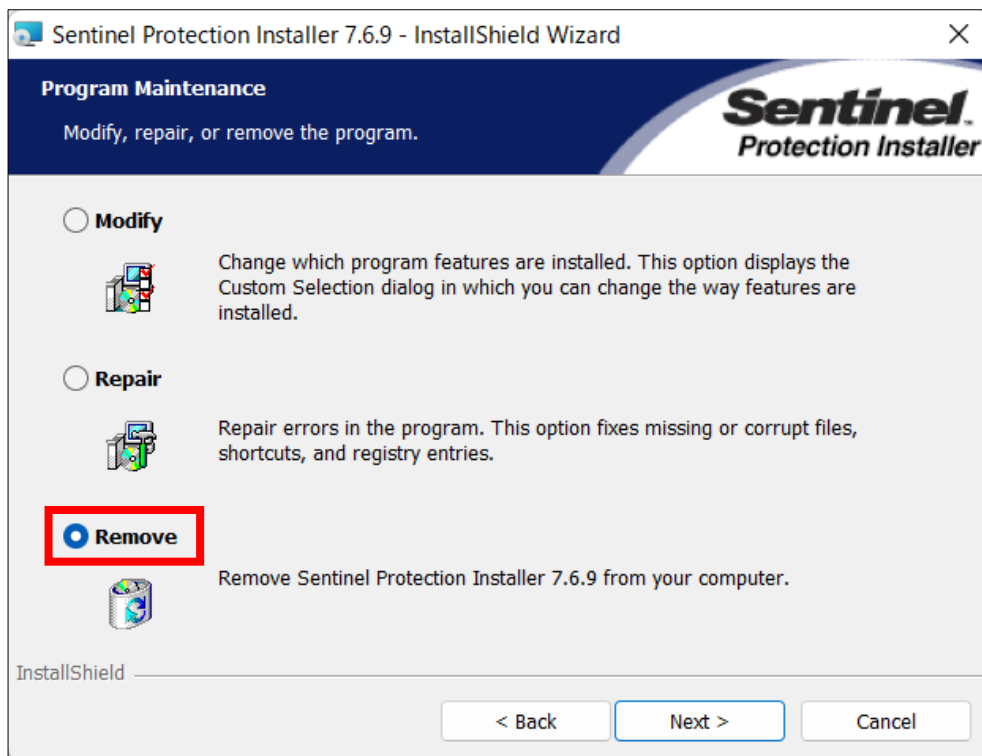 Sentinel Protection Installer 7.6.9 - InstallShield Wizard
Program Maintenance
Modify, repair, or remove the program.
Sentinel.
Protection Installer
Modify
Change which program features are installed. This option displays the
Custom Selection dialog in which you can change the way features are
installed.
Repair
Repair errors in the program. This option fixes missing or corrupt files,
shortcuts, and registry entries.
Remove
Remove Sentinel Protection Installer 7.6.9 from your computer.
InstallShield
< Back
Next >
Cancel